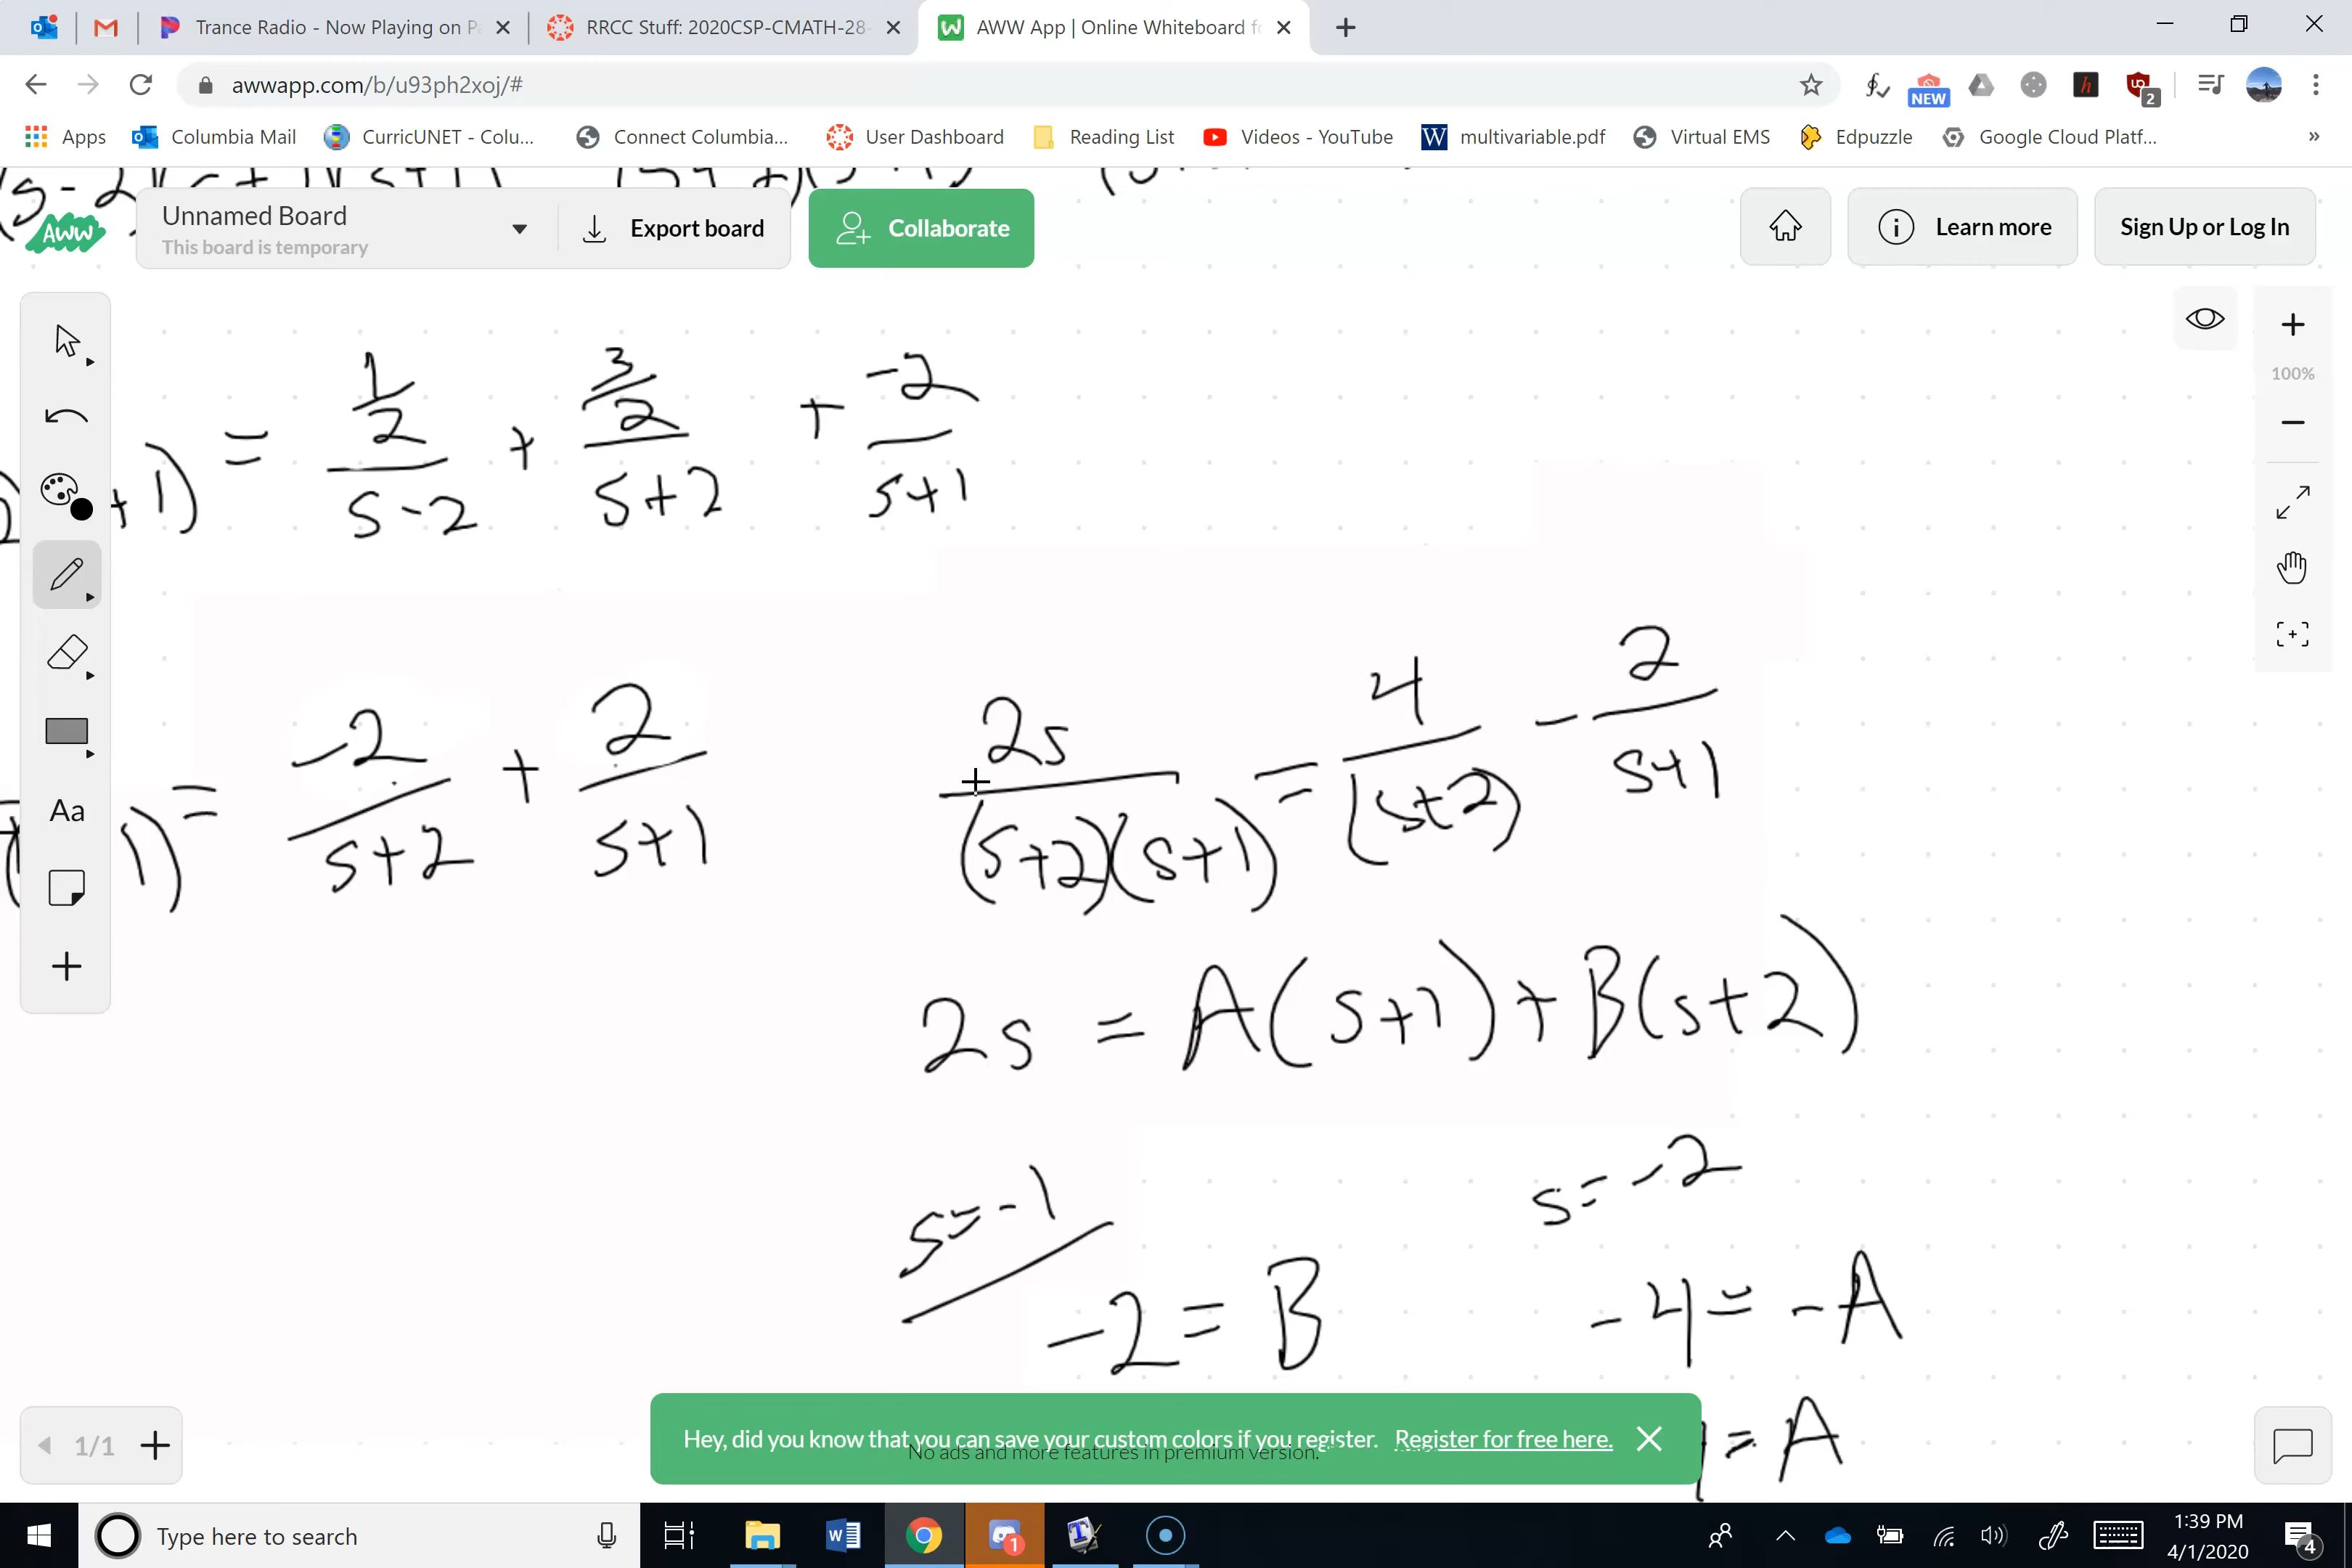 Trance Radio - Now Playing on P
RRCC Stuff: 2020CSP-CMATH-28-
AWW App | Online Whiteboard fo
awwapp.com/b/u93ph2xoj/#
NEW
h
2
Apps
Columbia Mail
CurricUNET - Colu...
Connect Columbia...
User Dashboard
Reading List
Videos - YouTube
W multivariable.pdf
Virtual EMS
Edpuzzle
Google Cloud Platf...
»
AWW
Unnamed Board
This board is temporary
Export board
Collaborate
Learn more
Sign Up or Log In
100%
+1) = (1/2)/(s-2) + (3/2)/(s+2) + -2/(s+1)
1) = -2/(s+2) + 2/(s+1)
2s/((s+2)(s+1)) = 4/(s+2) - 2/(s+1)
Aa
2s = A(s+1) + B(s+2)
s=-1
s=-2
-2 = B
-4 = -A
= A
1/1
Hey, did you know that you can save your custom colors if you register. Register for free here.
No ads and more features in premium version.
Type here to search
1
1:39 PM
4/1/2020
4